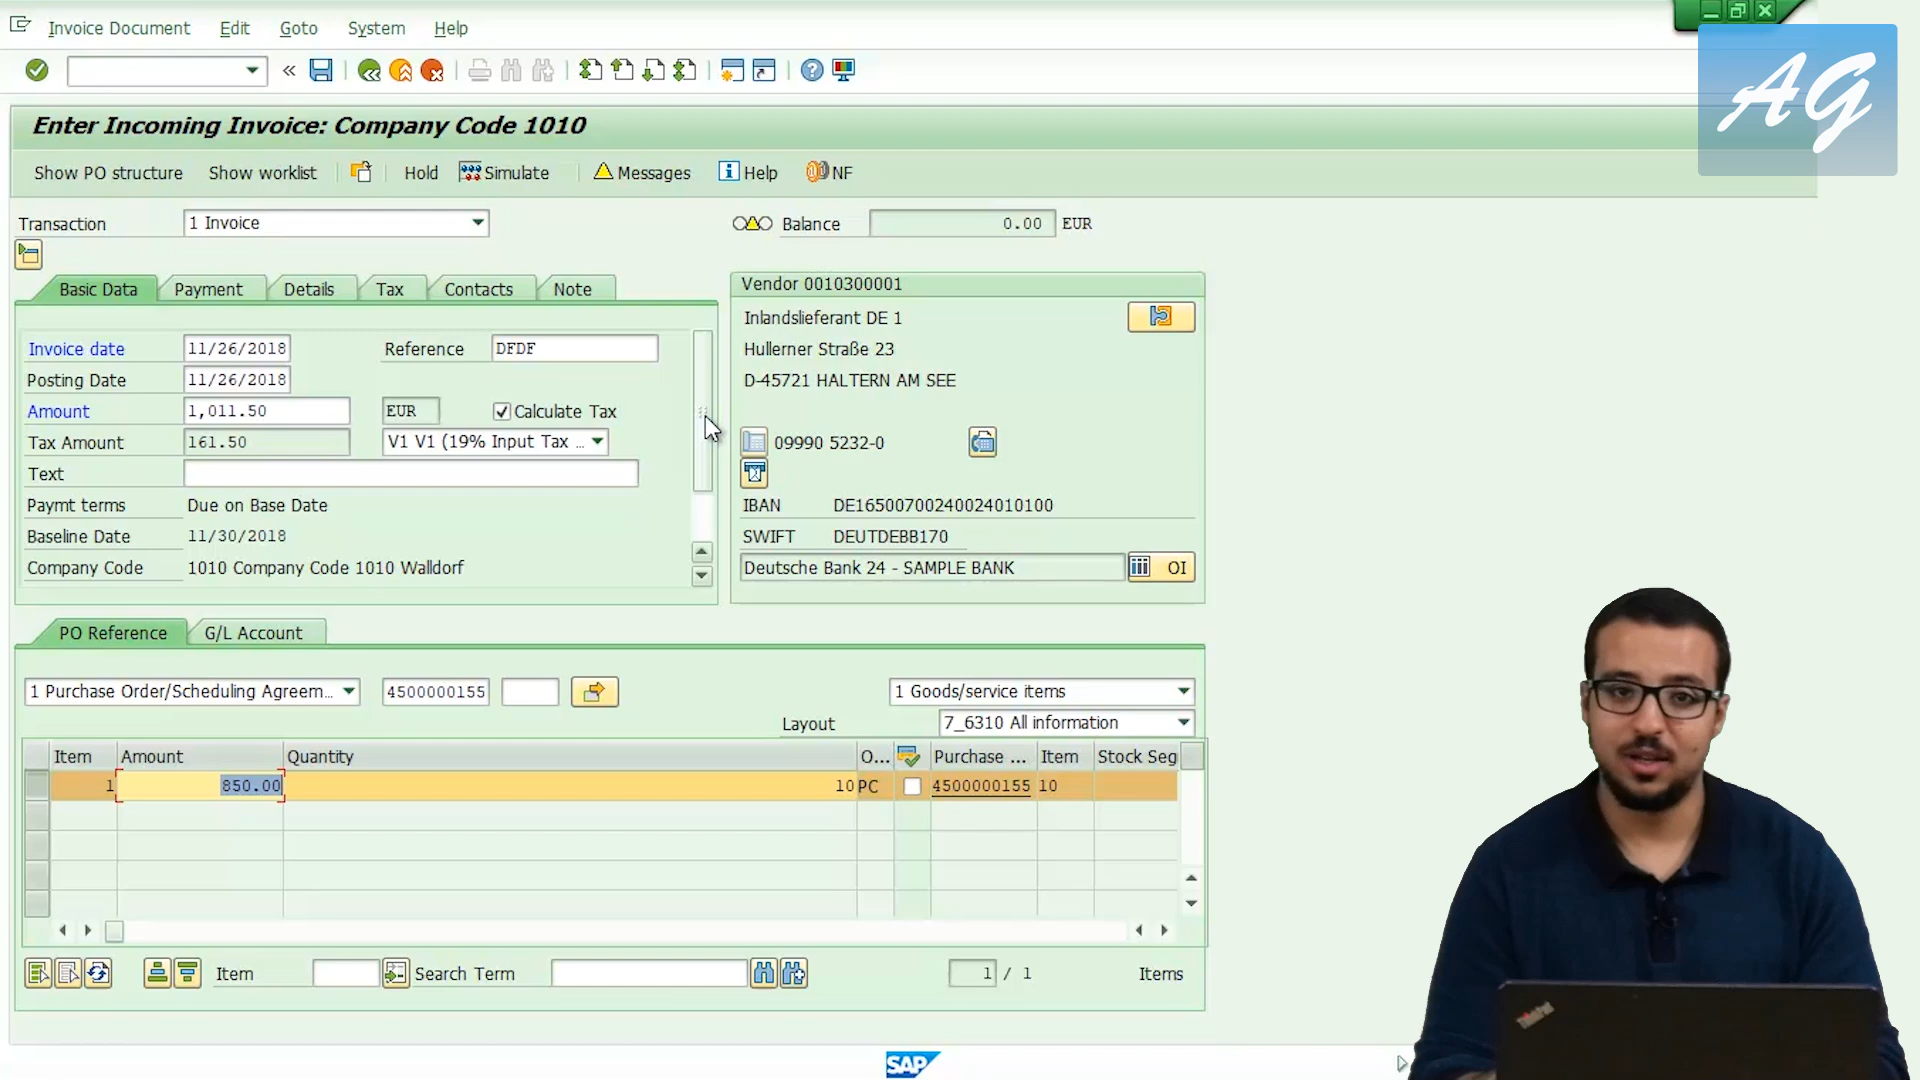 Invoice Document Edit Goto System Help
AG
Enter Incoming Invoice: Company Code 1010
Show PO structure Show worklist Hold Simulate Messages Help NF
Transaction 1 Invoice Balance 0.00 EUR
Basic Data Payment Details Tax Contacts Note
Invoice date 11/26/2018 Reference DFDF
Posting Date 11/26/2018
Amount 1,011.50 EUR Calculate Tax
Tax Amount 161.50 V1 V1 (19% Input Tax ...
Text
Paymt terms Due on Base Date
Baseline Date 11/30/2018
Company Code 1010 Company Code 1010 Walldorf
Vendor 0010300001
Inlandslieferant DE 1
Hullerner Straße 23
D-45721 HALTERN AM SEE
09990 5232-0
IBAN DE16500700240024010100
SWIFT DEUTDEBB170
Deutsche Bank 24 - SAMPLE BANK OI
PO Reference G/L Account
1 Purchase Order/Scheduling Agreem... 4500000155 1 Goods/service items
Layout 7_6310 All information
Item Amount Quantity O... Purchase ... Item Stock Seg
1 850.00 10 PC 4500000155 10
Item Search Term 1 / 1 Items
SAP
ThinkPad